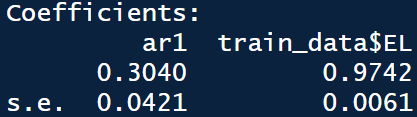 Coefficients:
ar1 train_data$EL
0.3040 0.9742
s.e. 0.0421 0.0061